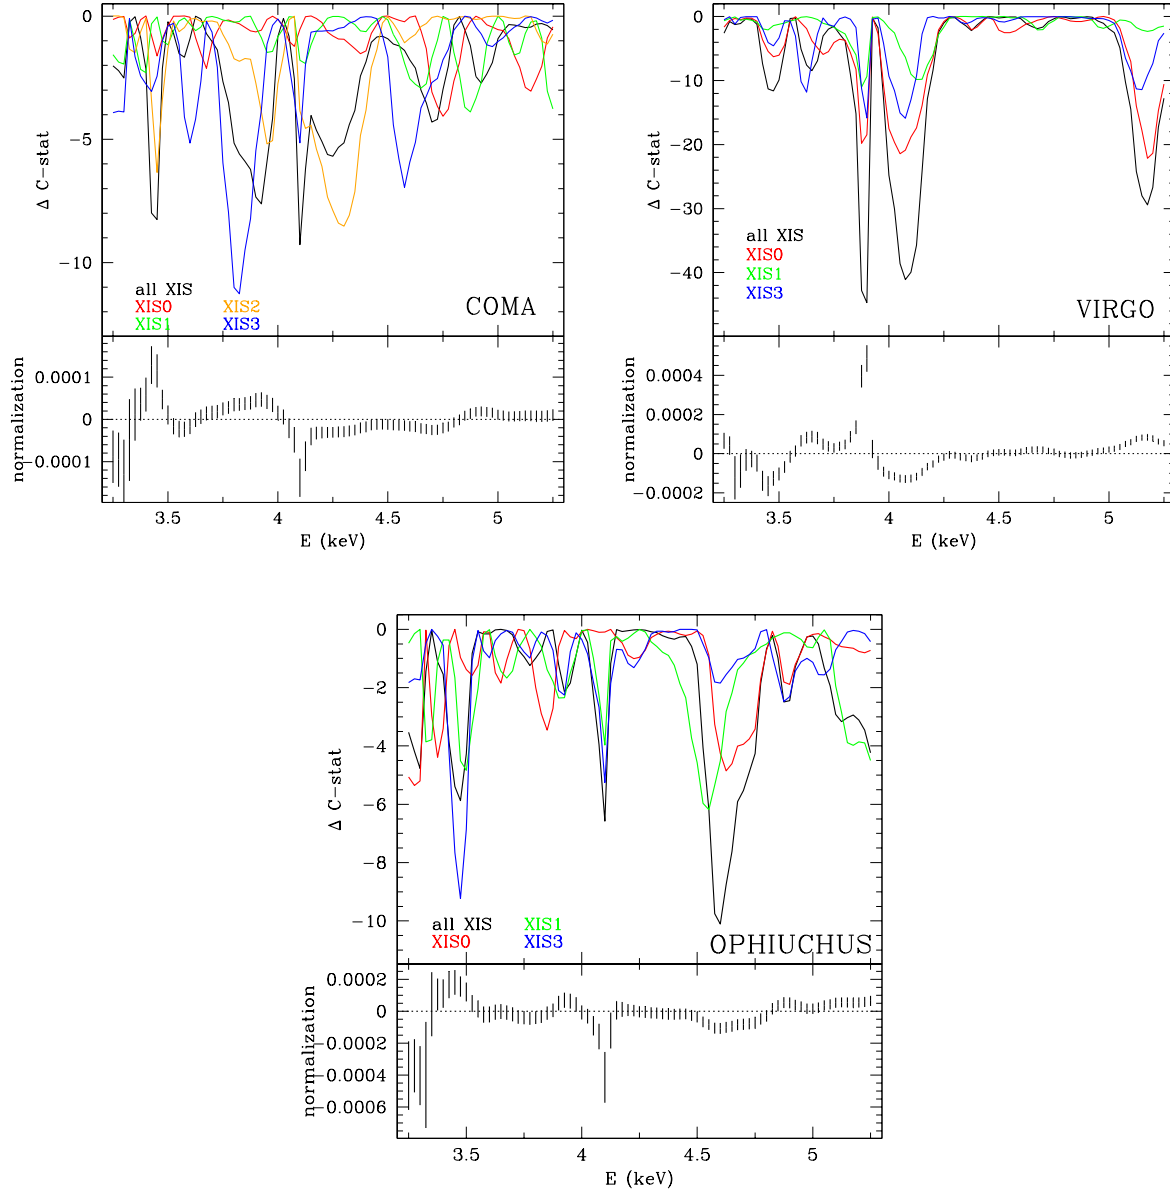 0
−5
−10
Δ C−stat
all XIS
XIS0 XIS2
XIS1 XIS3
COMA
0.0001
0
−0.0001
normalization
3.5 4 4.5 5
E (keV)
0
−10
−20
−30
−40
Δ C−stat
all XIS
XIS0
XIS1
XIS3
VIRGO
0.0004
0.0002
0
−0.0002
normalization
3.5 4 4.5 5
E (keV)
0
−2
−4
−6
−8
−10
Δ C−stat
all XIS XIS1
XIS0 XIS3
OPHIUCHUS
0.0002
0
−0.0002
−0.0004
−0.0006
normalization
3.5 4 4.5 5
E (keV)